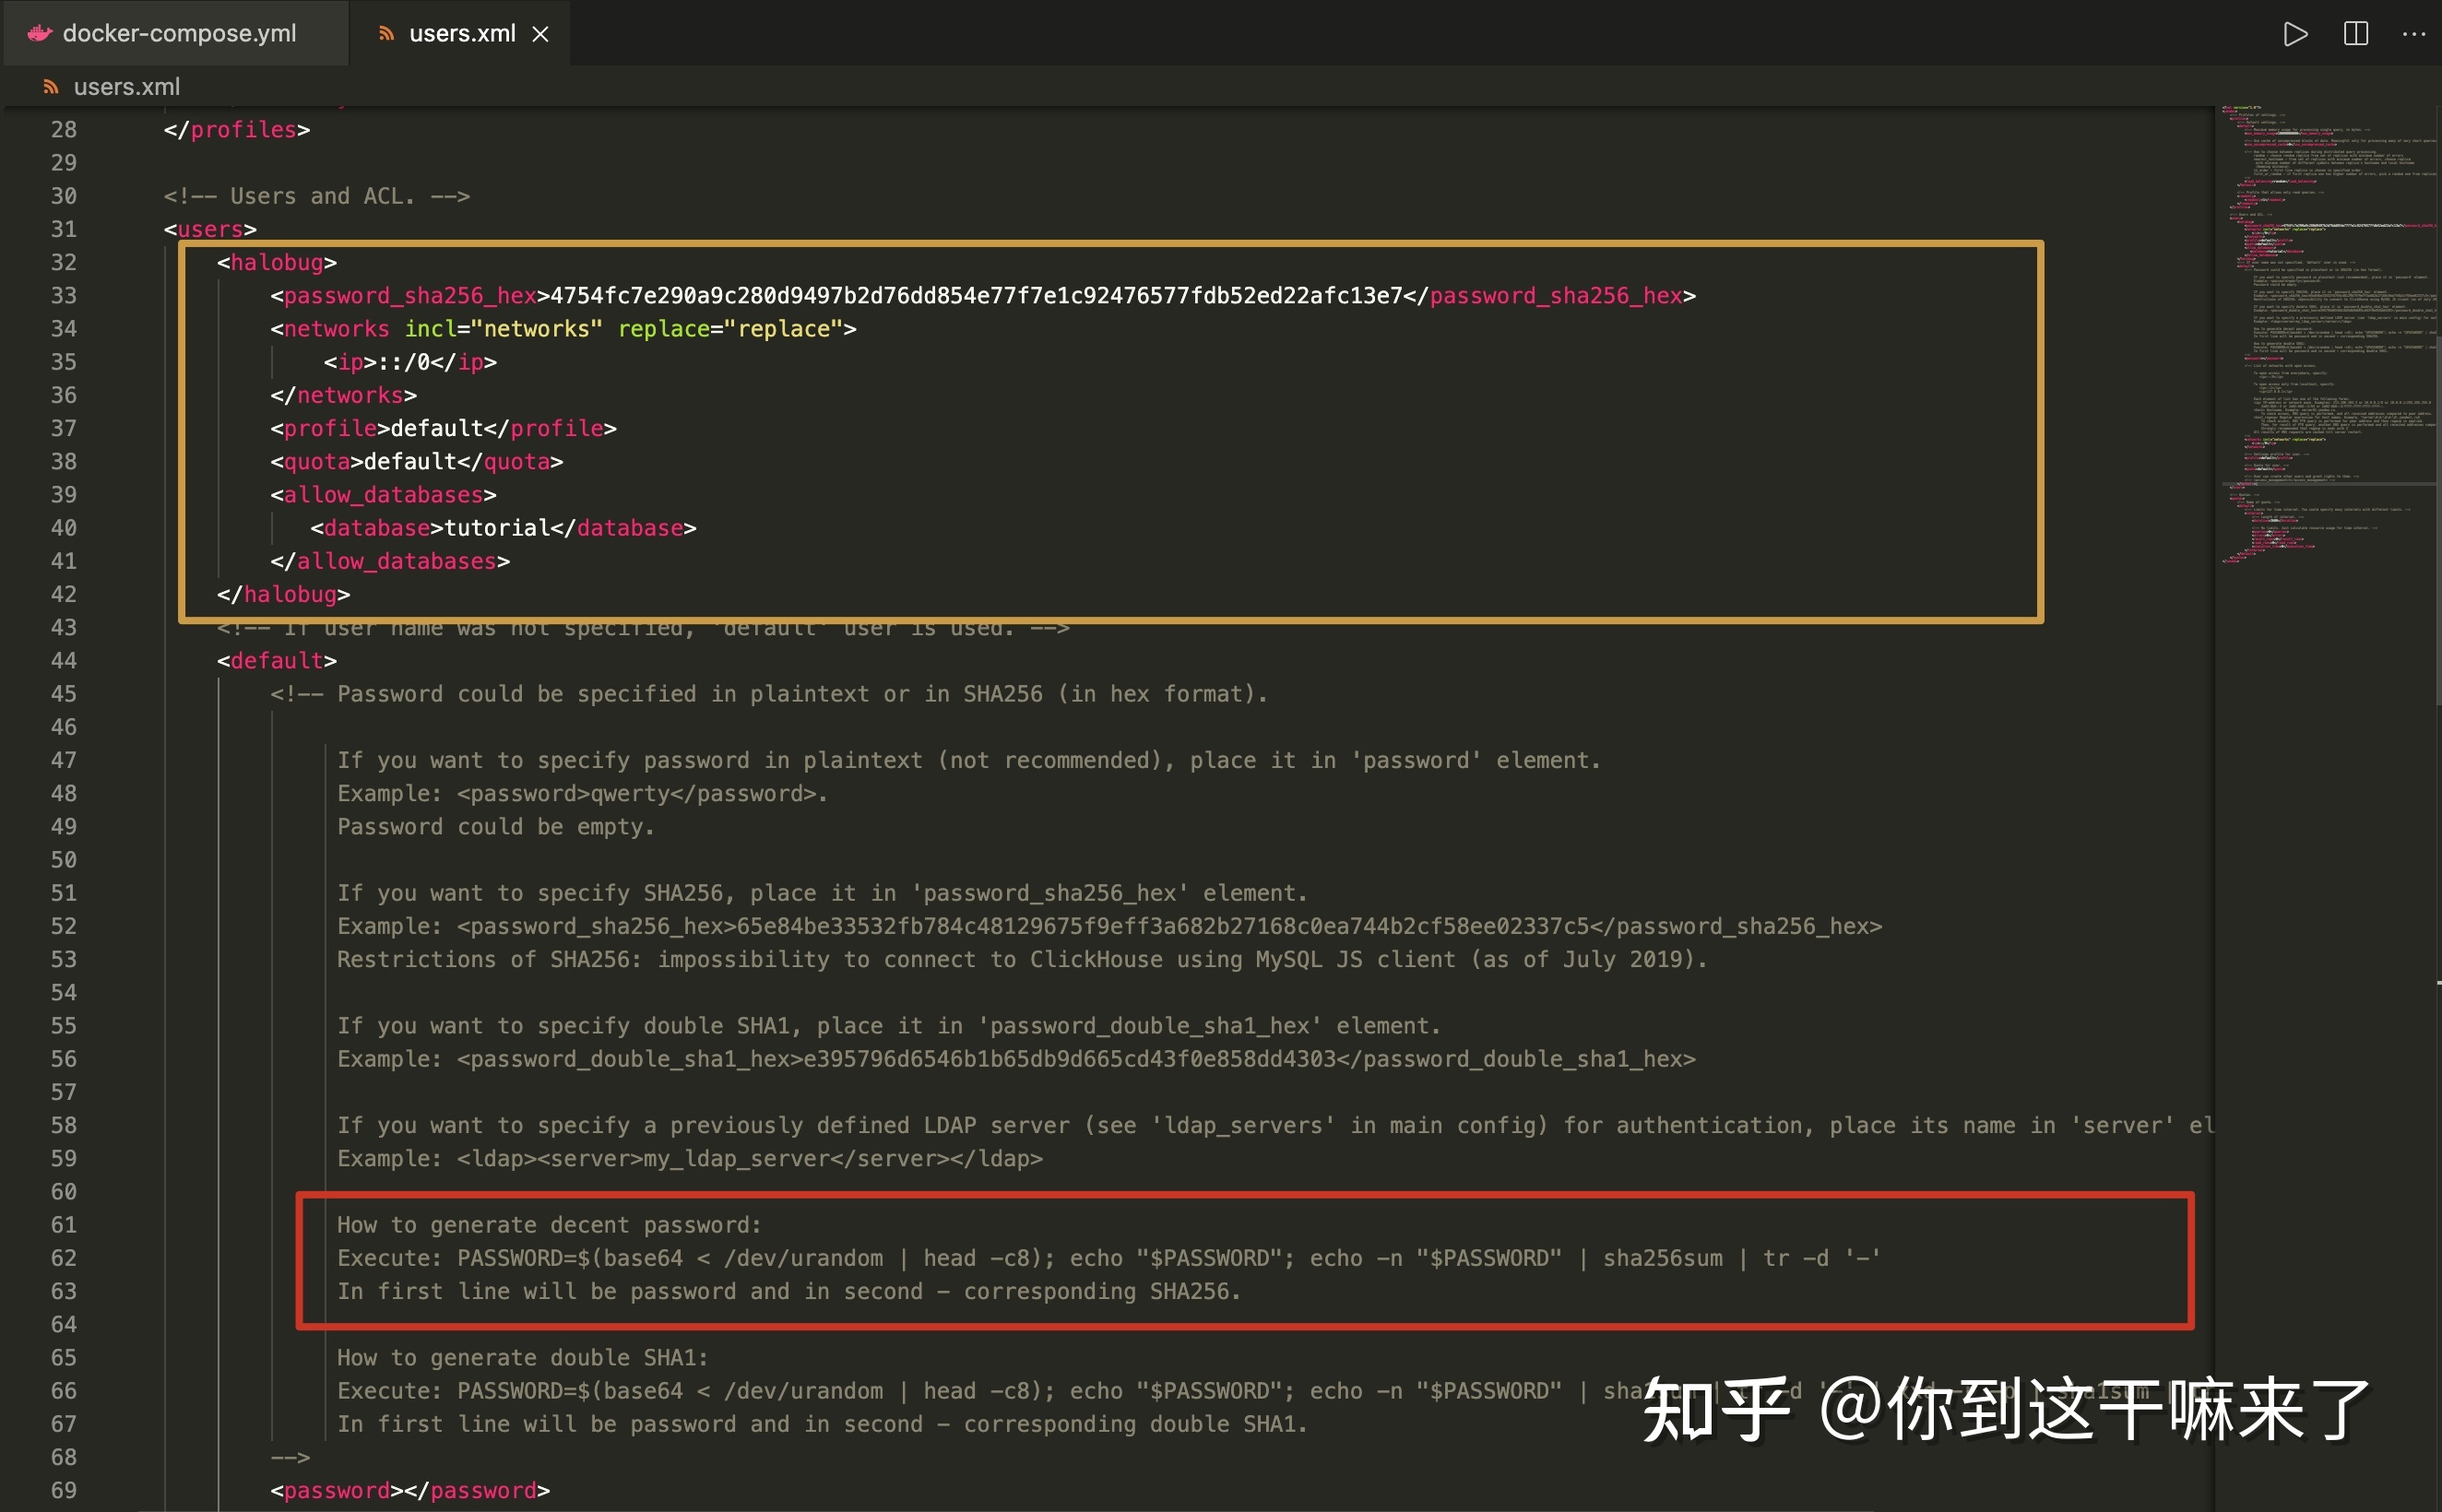 docker-compose.yml
users.xml
users.xml
28 </profiles>
29
30 <!-- Users and ACL. -->
31 <users>
32 <halobug>
33 <password_sha256_hex>4754fc7e290a9c280d9497b2d76dd854e77f7e1c92476577fdb52ed22afc13e7</password_sha256_hex>
34 <networks incl="networks" replace="replace">
35 <ip>::/0</ip>
36 </networks>
37 <profile>default</profile>
38 <quota>default</quota>
39 <allow_databases>
40 <database>tutorial</database>
41 </allow_databases>
42 </halobug>
43 <!-- If user name was not specified, 'default' user is used. -->
44 <default>
45 <!-- Password could be specified in plaintext or in SHA256 (in hex format).
46
47 If you want to specify password in plaintext (not recommended), place it in 'password' element.
48 Example: <password>qwerty</password>.
49 Password could be empty.
50
51 If you want to specify SHA256, place it in 'password_sha256_hex' element.
52 Example: <password_sha256_hex>65e84be33532fb784c48129675f9eff3a682b27168c0ea744b2cf58ee02337c5</password_sha256_hex>
53 Restrictions of SHA256: impossibility to connect to ClickHouse using MySQL JS client (as of July 2019).
54
55 If you want to specify double SHA1, place it in 'password_double_sha1_hex' element.
56 Example: <password_double_sha1_hex>e395796d6546b1b65db9d665cd43f0e858dd4303</password_double_sha1_hex>
57
58 If you want to specify a previously defined LDAP server (see 'ldap_servers' in main config) for authentication, place its name in 'server' el
59 Example: <ldap><server>my_ldap_server</server></ldap>
60
61 How to generate decent password:
62 Execute: PASSWORD=$(base64 < /dev/urandom | head -c8); echo "$PASSWORD"; echo -n "$PASSWORD" | sha256sum | tr -d '-'
63 In first line will be password and in second - corresponding SHA256.
64
65 How to generate double SHA1:
66 Execute: PASSWORD=$(base64 < /dev/urandom | head -c8); echo "$PASSWORD"; echo -n "$PASSWORD" |
67 In first line will be password and in second - corresponding double SHA1.
68 -->
69 <password></password>
知乎 @你到这干嘛来了